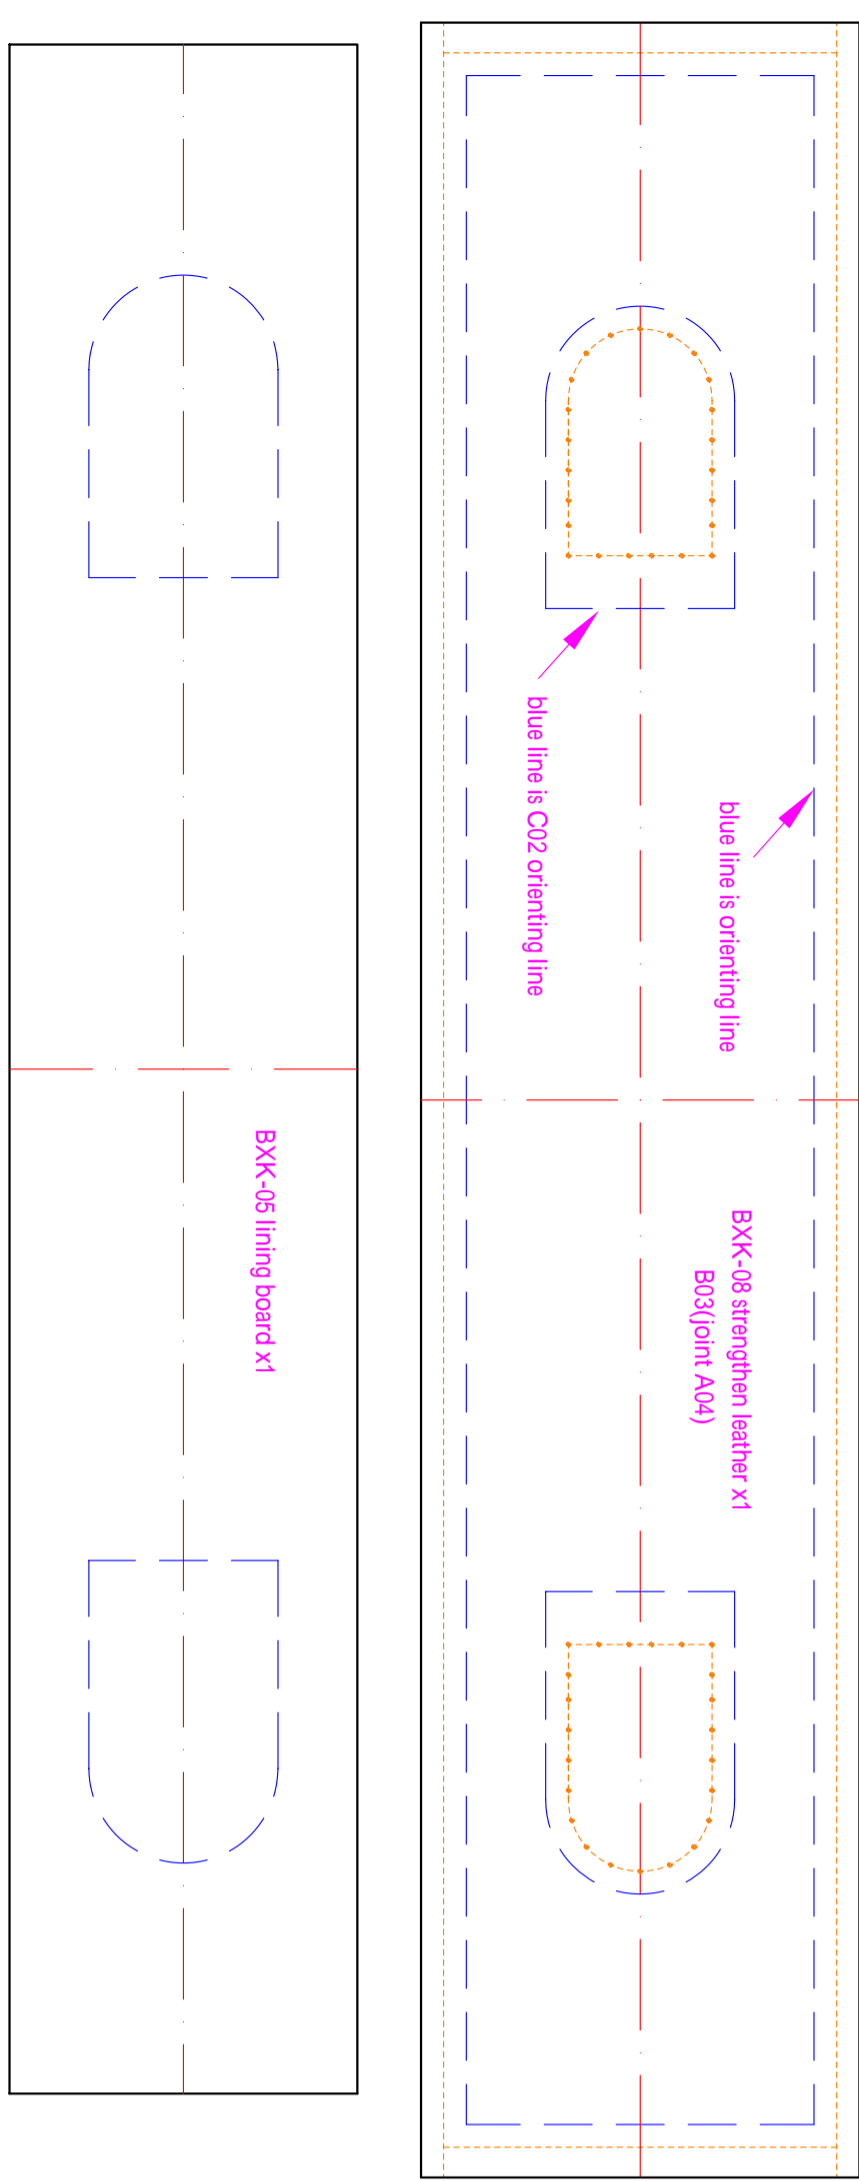 blue line is orienting line
blue line is C02 orienting line
BXK-08 strengthen leather x1
B03(joint A04)
BXK-05 lining board x1